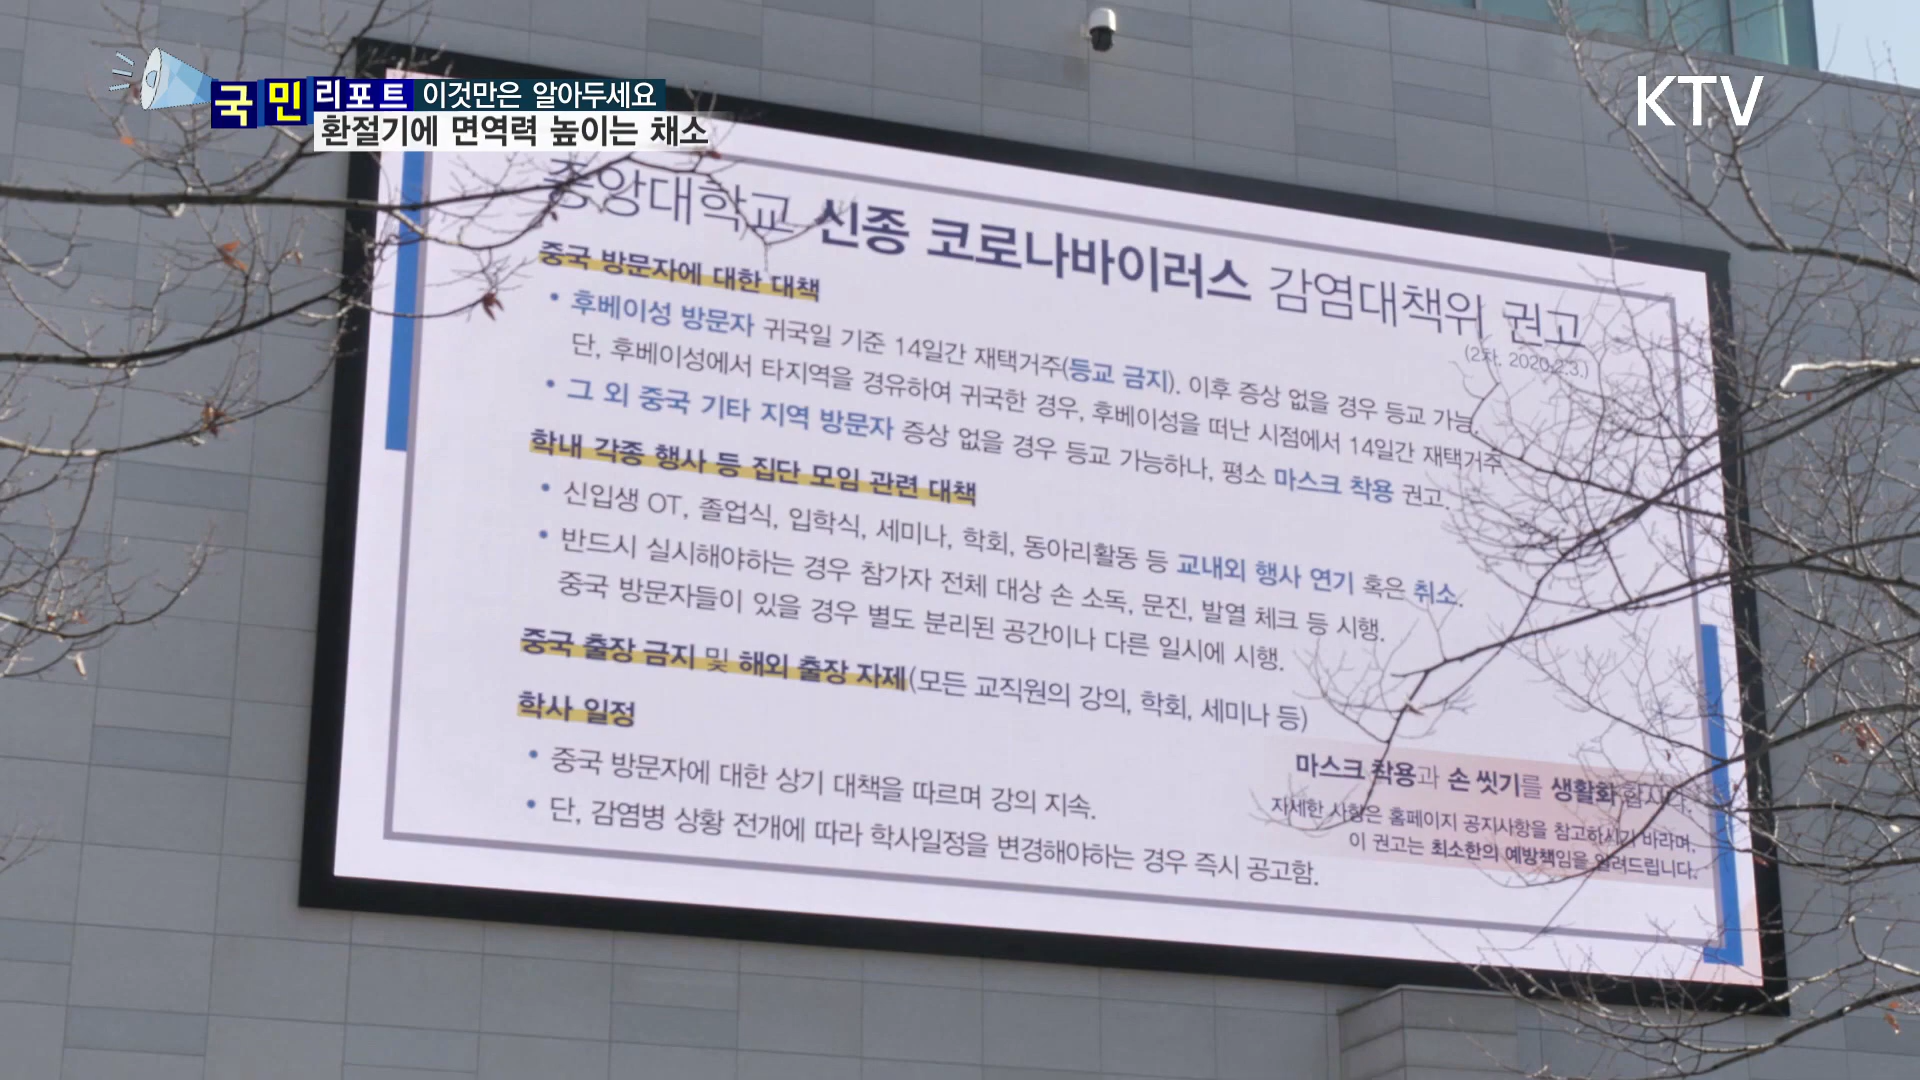 국민 리포트 이것만은 알아두세요
환절기에 면역력 높이는 채소
KTV
중앙대학교 신종 코로나바이러스 감염대책위 권고
(2차. 2020.2.3.)
중국 방문자에 대한 대책
• 후베이성 방문자 귀국일 기준 14일간 재택거주(등교 금지). 이후 증상 없을 경우 등교 가능.
단, 후베이성에서 타지역을 경유하여 귀국한 경우, 후베이성을 떠난 시점에서 14일간 재택거주.
• 그 외 중국 기타 지역 방문자 증상 없을 경우 등교 가능하나, 평소 마스크 착용 권고.
학내 각종 행사 등 집단 모임 관련 대책
• 신입생 OT, 졸업식, 입학식, 세미나, 학회, 동아리활동 등 교내외 행사 연기 혹은 취소.
• 반드시 실시해야하는 경우 참가자 전체 대상 손 소독, 문진, 발열 체크 등 시행.
중국 방문자들이 있을 경우 별도 분리된 공간이나 다른 일시에 시행.
중국 출장 금지 및 해외 출장 자제(모든 교직원의 강의, 학회, 세미나 등)
학사 일정
• 중국 방문자에 대한 상기 대책을 따르며 강의 지속.
• 단, 감염병 상황 전개에 따라 학사일정을 변경해야하는 경우 즉시 공고함.
마스크 착용과 손 씻기를 생활화 합시다.
자세한 사항은 홈페이지 공지사항을 참고하시기 바라며,
이 권고는 최소한의 예방책임을 알려드립니다.